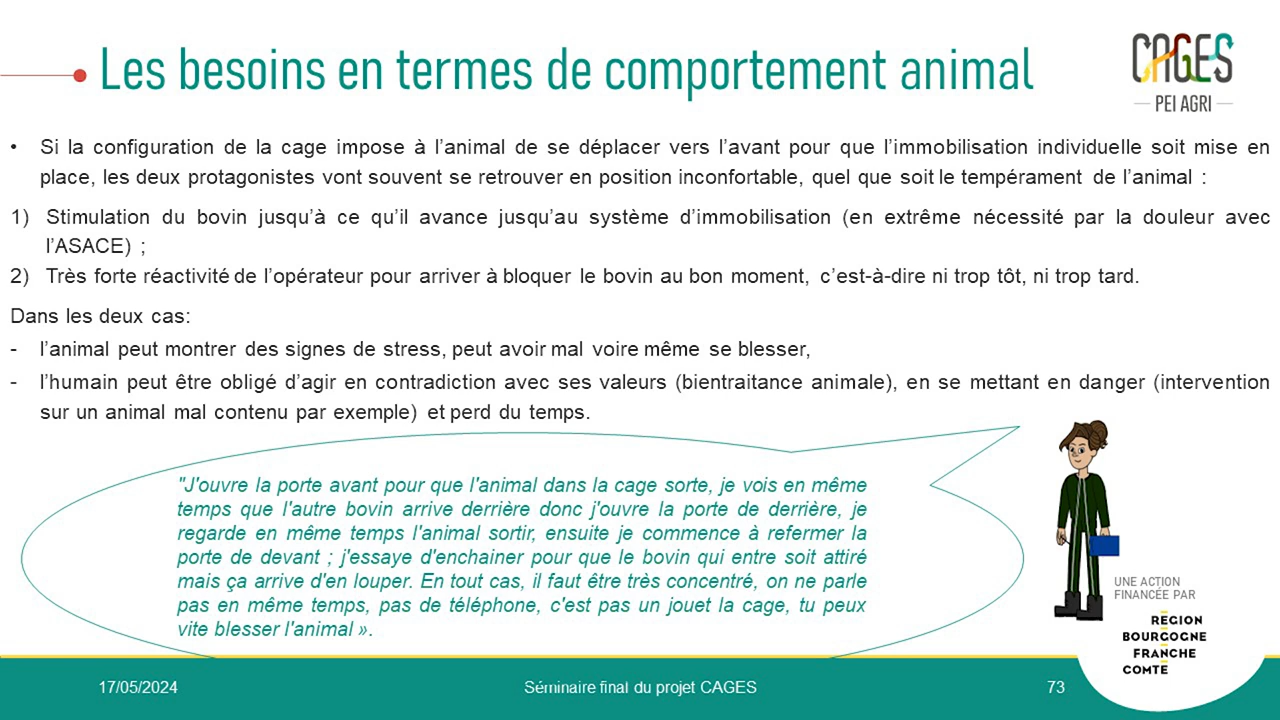 Les besoins en termes de comportement animal
CAGES
PEI AGRI
• Si la configuration de la cage impose à l’animal de se déplacer vers l’avant pour que l’immobilisation individuelle soit mise en
place, les deux protagonistes vont souvent se retrouver en position inconfortable, quel que soit le tempérament de l’animal :
1) Stimulation du bovin jusqu’à ce qu’il avance jusqu’au système d’immobilisation (en extrême nécessité par la douleur avec
l’ASACE) ;
2) Très forte réactivité de l’opérateur pour arriver à bloquer le bovin au bon moment, c’est-à-dire ni trop tôt, ni trop tard.
Dans les deux cas:
- l’animal peut montrer des signes de stress, peut avoir mal voire même se blesser,
- l’humain peut être obligé d’agir en contradiction avec ses valeurs (bientraitance animale), en se mettant en danger (intervention
sur un animal mal contenu par exemple) et perd du temps.
"J'ouvre la porte avant pour que l'animal dans la cage sorte, je vois en même
temps que l'autre bovin arrive derrière donc j'ouvre la porte de derrière, je
regarde en même temps l'animal sortir, ensuite je commence à refermer la
porte de devant ; j'essaye d'enchainer pour que le bovin qui entre soit attiré
mais ça arrive d'en louper. En tout cas, il faut être très concentré, on ne parle
pas en même temps, pas de téléphone, c'est pas un jouet la cage, tu peux
vite blesser l'animal ».
UNE ACTION
FINANCÉE PAR
RÉGION
BOURGOGNE
FRANCHE
COMTE
17/05/2024
Séminaire final du projet CAGES
73